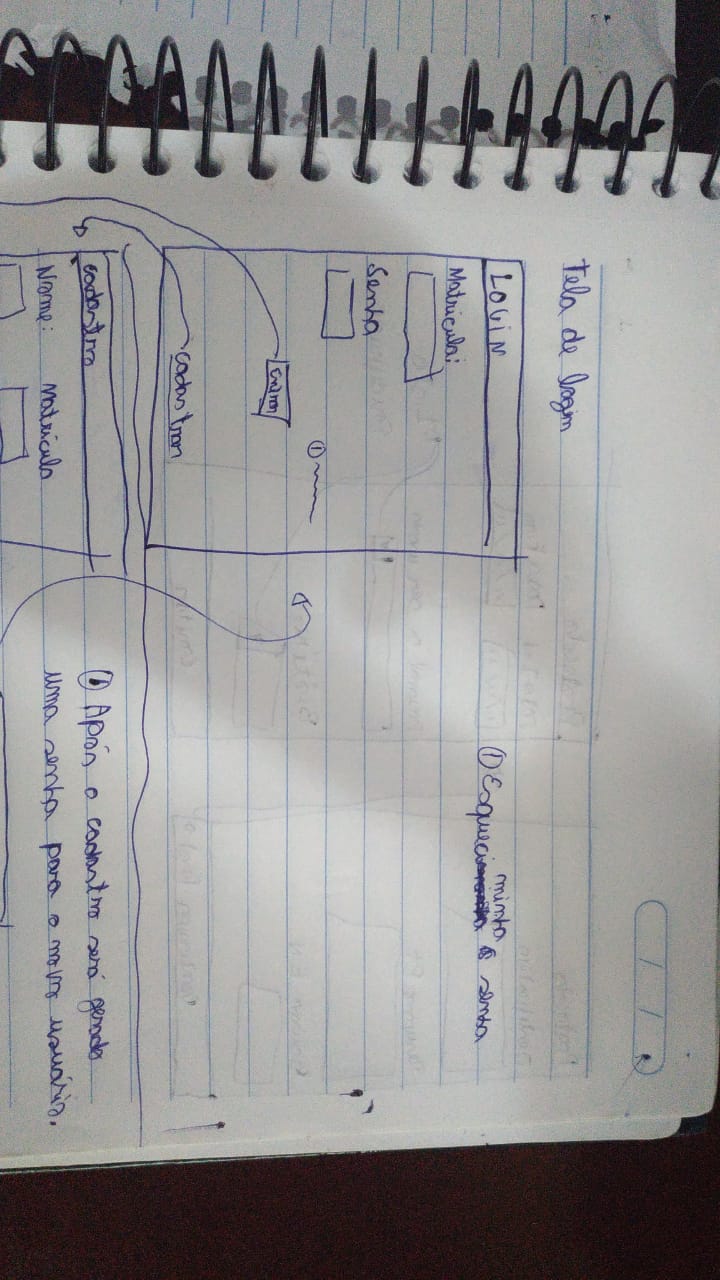 Tela de login
LOGIN
Matricula:
Senha
①
Entrar
cadastrar
① Esqueci minha senha
cadastro
Nome: Matricula
① Após o cadastro será gerado
uma senha para o novo usuário.